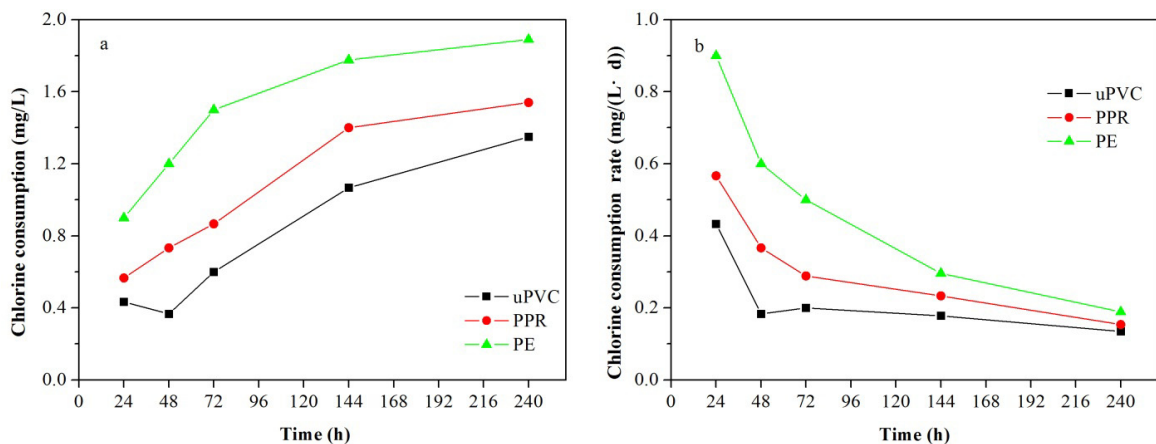 a
Chlorine consumption (mg/L)
2.0
1.6
1.2
0.8
0.4
0.0
uPVC
PPR
PE
0 24 48 72 96 120 144 168 192 216 240
Time (h)
b
Chlorine consumption rate (mg/(L· d))
1.0
0.8
0.6
0.4
0.2
0.0
uPVC
PPR
PE
0 24 48 72 96 120 144 168 192 216 240
Time (h)